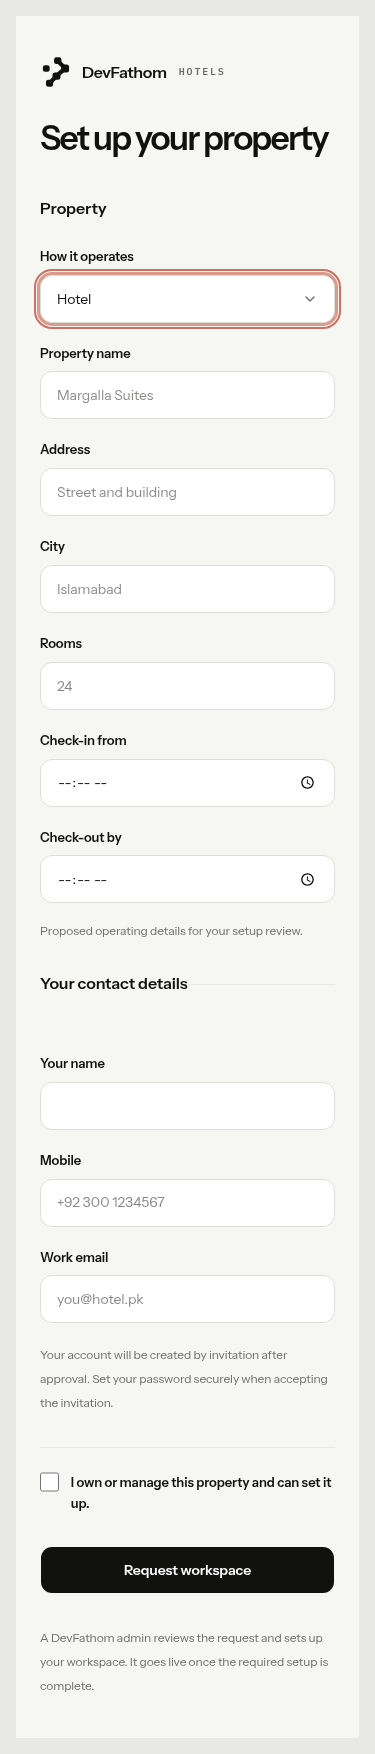 DevFathom HOTELS
Set up your property
Property
How it operates
Hotel
Property name
Margalla Suites
Address
Street and building
City
Islamabad
Rooms
24
Check-in from
--:-- --
Check-out by
--:-- --
Proposed operating details for your setup review.
Your contact details
Your name
Mobile
+92 300 1234567
Work email
you@hotel.pk
Your account will be created by invitation after
approval. Set your password securely when accepting
the invitation.
I own or manage this property and can set it
up.
Request workspace
A DevFathom admin reviews the request and sets up
your workspace. It goes live once the required setup is
complete.